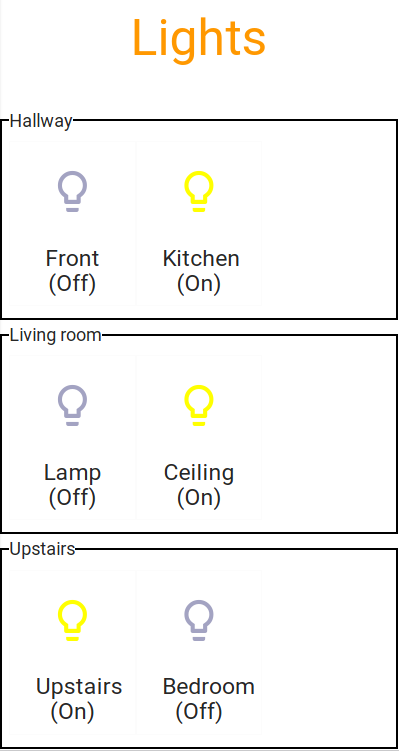 Lights
Hallway
Front
(Off)
Kitchen
(On)
Living room
Lamp
(Off)
Ceiling
(On)
Upstairs
Upstairs
(On)
Bedroom
(Off)